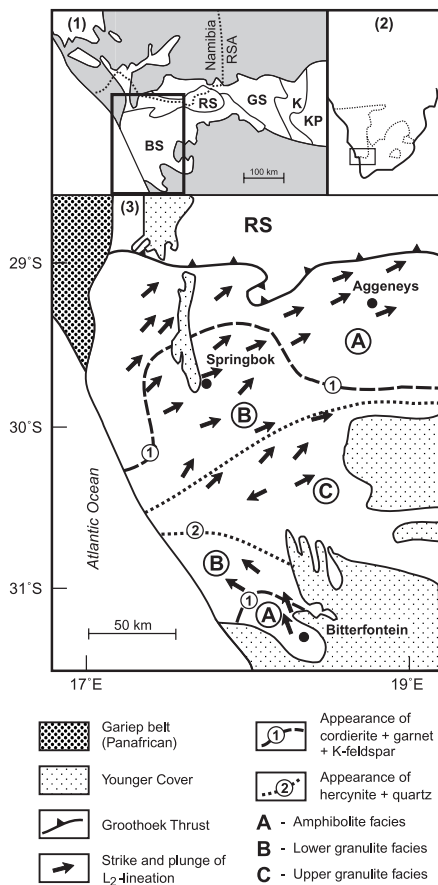 (1)
Namibia
RSA
RS
GS
K
KP
BS
100 km
(2)
(3)
RS
29°S
Aggeneys
A
Springbok
1
30°S
B
1
C
Atlantic Ocean
2
B
31°S
1
A
Bitterfontein
50 km
17°E
19°E
Gariep belt
(Panafrican)
Younger Cover
Groothoek Thrust
Strike and plunge of
L2-lineation
1
Appearance of
cordierite + garnet
+ K-feldspar
2
Appearance of
hercynite + quartz
A - Amphibolite facies
B - Lower granulite facies
C - Upper granulite facies